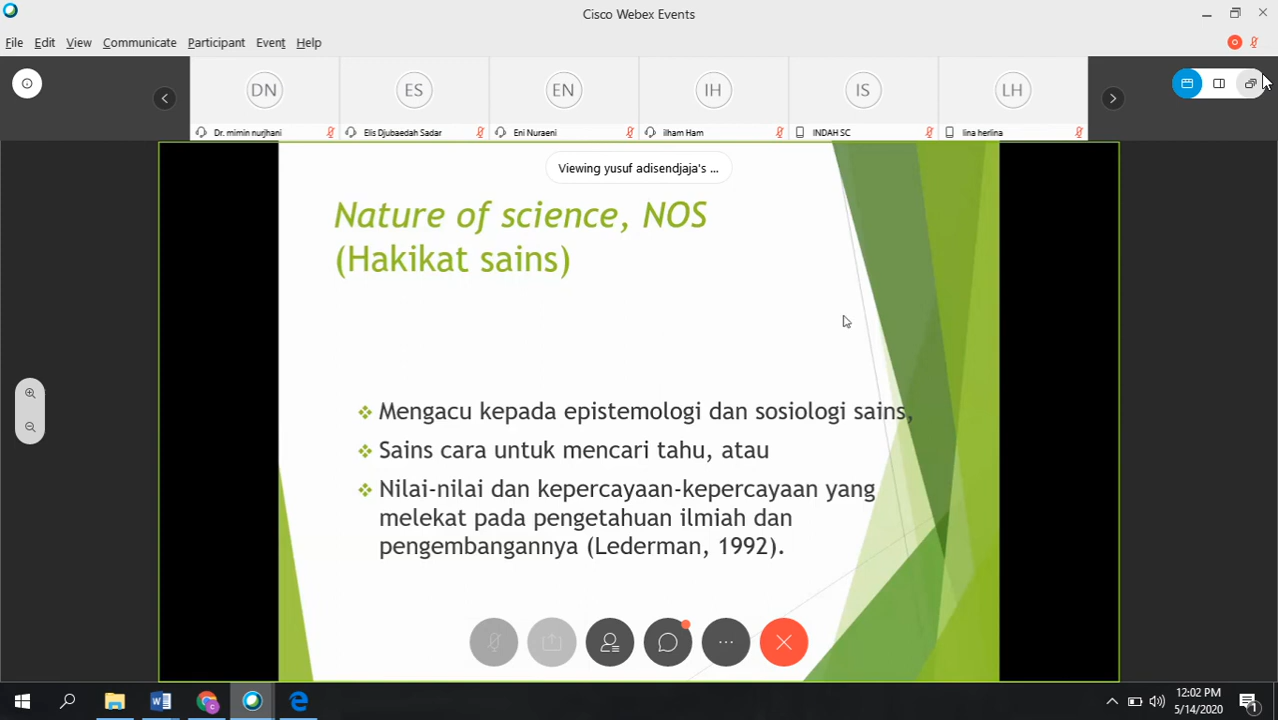 Cisco Webex Events
File Edit View Communicate Participant Event Help
DN ES EN IH IS LH
Dr. mimin nurjhani Elis Djubaedah Sadar Eni Nuraeni ilham Ham INDAH SC lina herlina
Viewing yusuf adisendjaja's ...
Nature of science, NOS
(Hakikat sains)
Mengacu kepada epistemologi dan sosiologi sains,
Sains cara untuk mencari tahu, atau
Nilai-nilai dan kepercayaan-kepercayaan yang
melekat pada pengetahuan ilmiah dan
pengembangannya (Lederman, 1992).
12:02 PM
5/14/2020
1